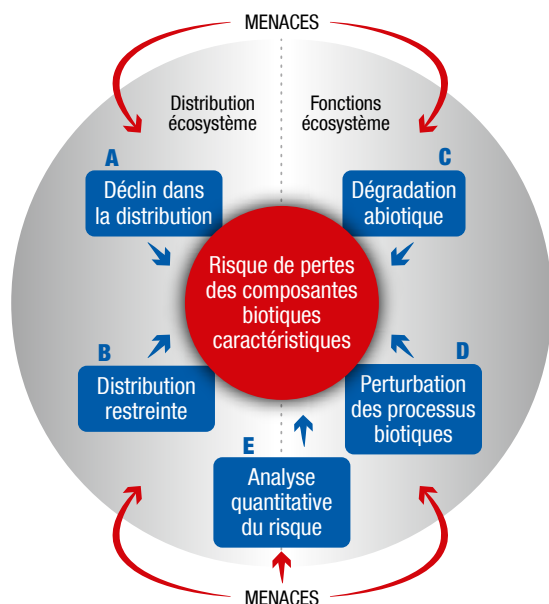 MENACES
Distribution
écosystème
Fonctions
écosystème
A
Déclin dans
la distribution
C
Dégradation
abiotique
Risque de pertes
des composantes
biotiques
caractéristiques
B
Distribution
restreinte
D
Perturbation
des processus
biotiques
E
Analyse
quantitative
du risque
MENACES